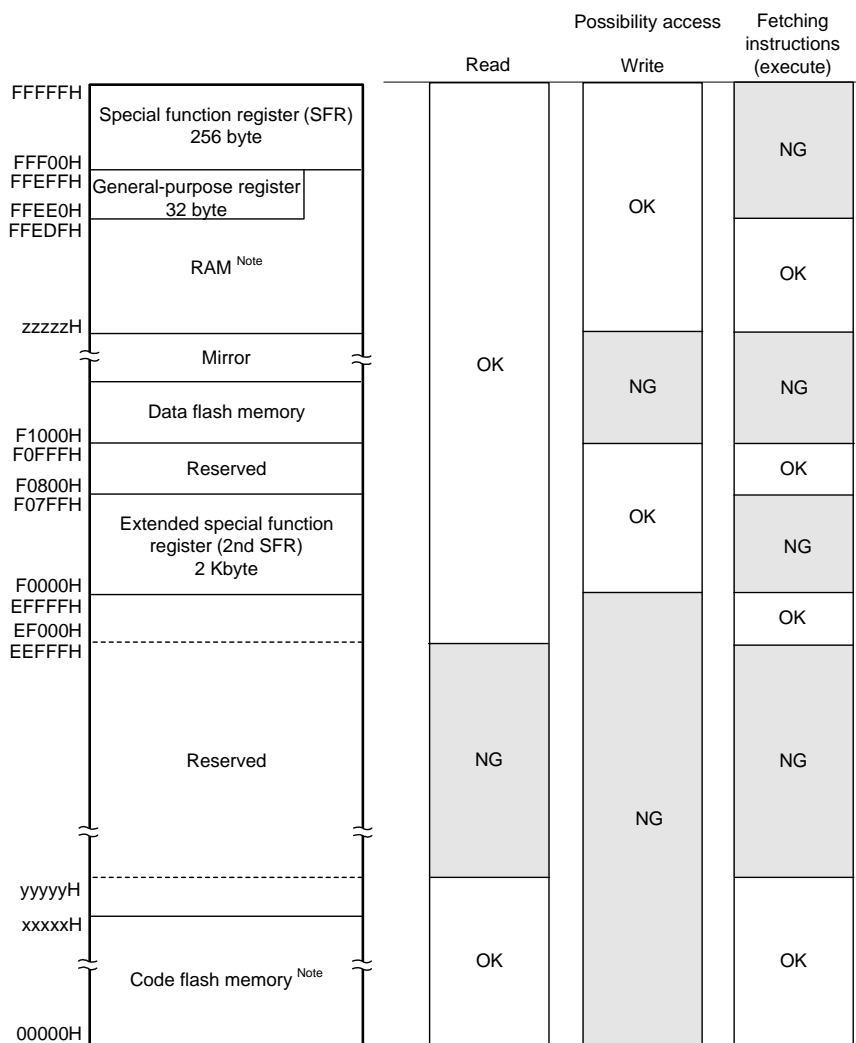 Possibility access
Fetching
instructions
(execute)
Read
Write
FFFFFH
Special function register (SFR)
256 byte
NG
FFF00H
FFEFFH
General-purpose register
32 byte
OK
FFEE0H
FFEDFH
RAM Note
OK
zzzzzH
Mirror
OK
NG
NG
Data flash memory
F1000H
F0FFFH
Reserved
OK
F0800H
F07FFH
Extended special function
register (2nd SFR)
2 Kbyte
OK
NG
F0000H
EFFFFH
OK
EF000H
EEFFFH
Reserved
NG
NG
NG
yyyyyH
xxxxxH
Code flash memory Note
OK
OK
00000H